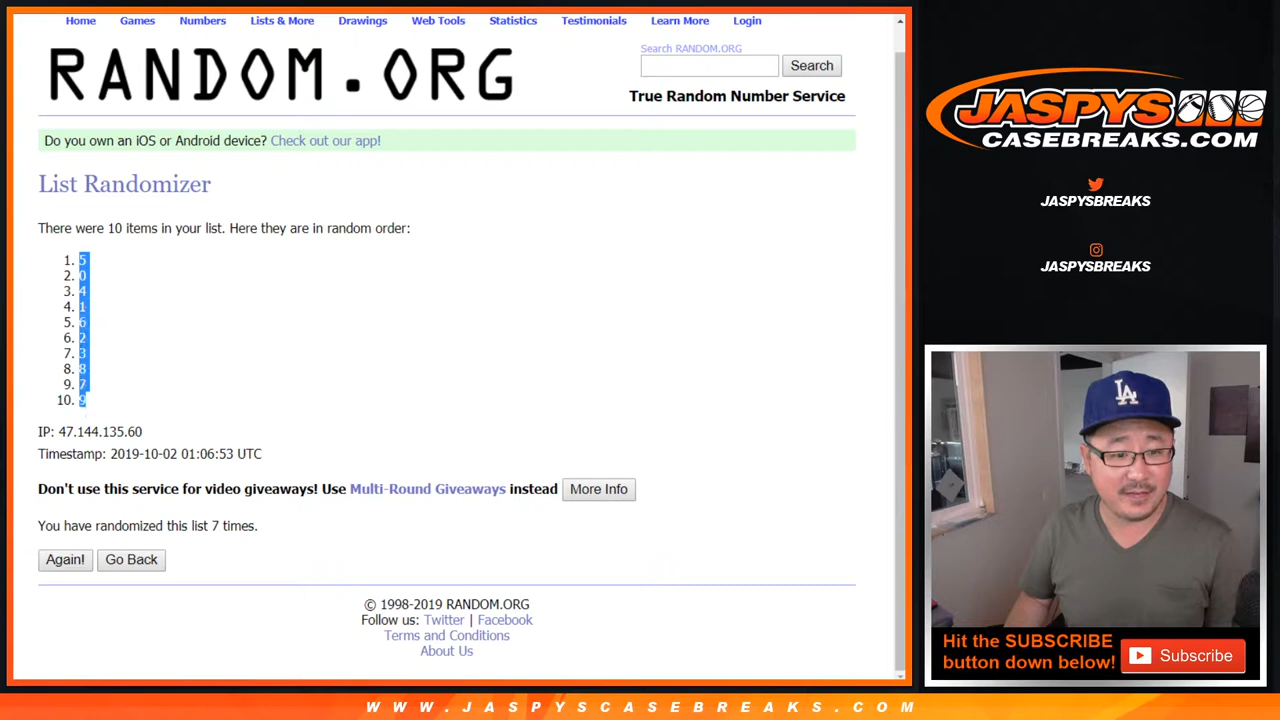 Home Games Numbers Lists & More Drawings Web Tools Statistics Testimonials Learn More Login
RANDOM.ORG
Search RANDOM.ORG
Search
True Random Number Service
Do you own an iOS or Android device? Check out our app!
List Randomizer
There were 10 items in your list. Here they are in random order:
1. 5
2. 0
3. 4
4. 1
5. 6
6. 2
7. 3
8. 8
9. 7
10. 9
IP: 47.144.135.60
Timestamp: 2019-10-02 01:06:53 UTC
Don't use this service for video giveaways! Use Multi-Round Giveaways instead More Info
You have randomized this list 7 times.
Again! Go Back
© 1998-2019 RANDOM.ORG
Follow us: Twitter | Facebook
Terms and Conditions
About Us
JASPYS
CASEBREAKS.COM
JASPYSBREAKS
JASPYSBREAKS
LA
Hit the SUBSCRIBE
button down below!
Subscribe
WWW.JASPYSCASEBREAKS.COM